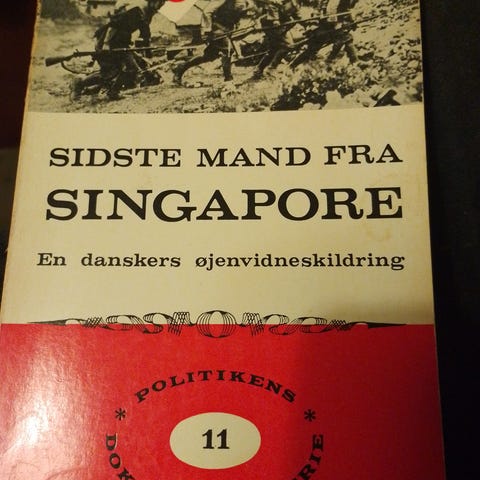 SIDSTE MAND FRA
SINGAPORE
En danskers øjenvidneskildring
* POLITIKENS *
11